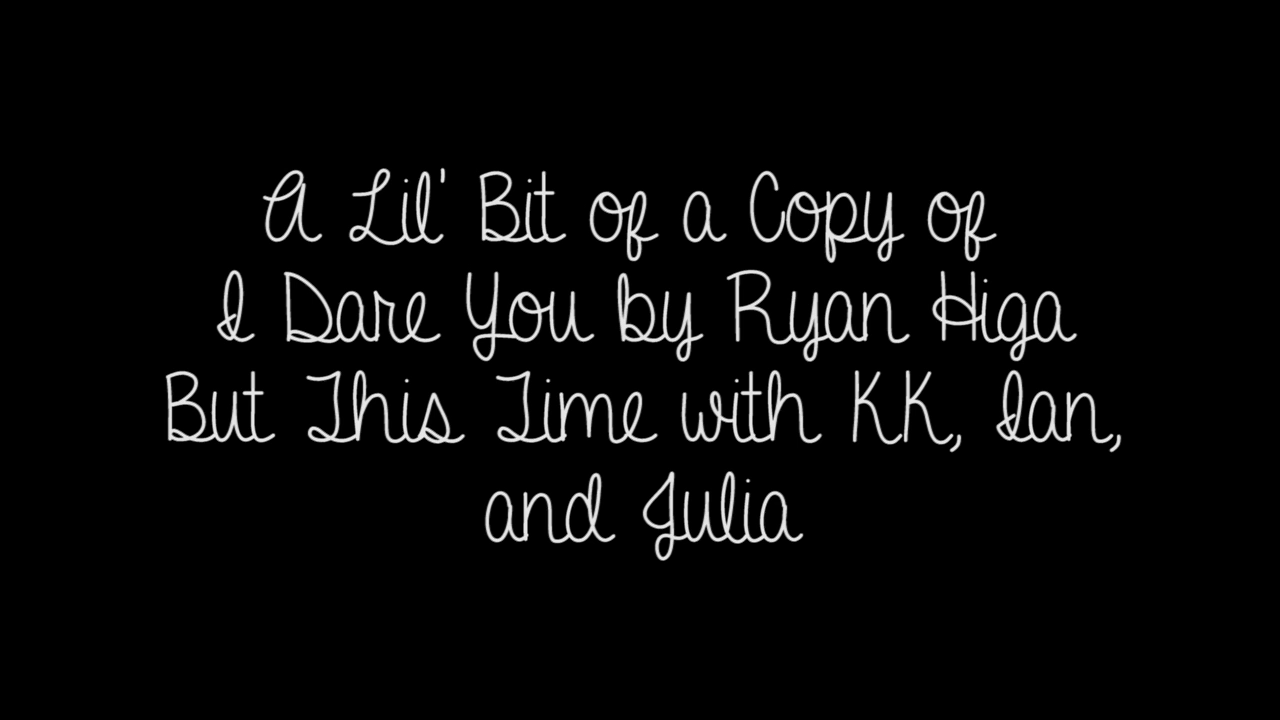 A Lil' Bit of a Copy of
I Dare You by Ryan Higa
But This Time with KK, Ian,
and Julia